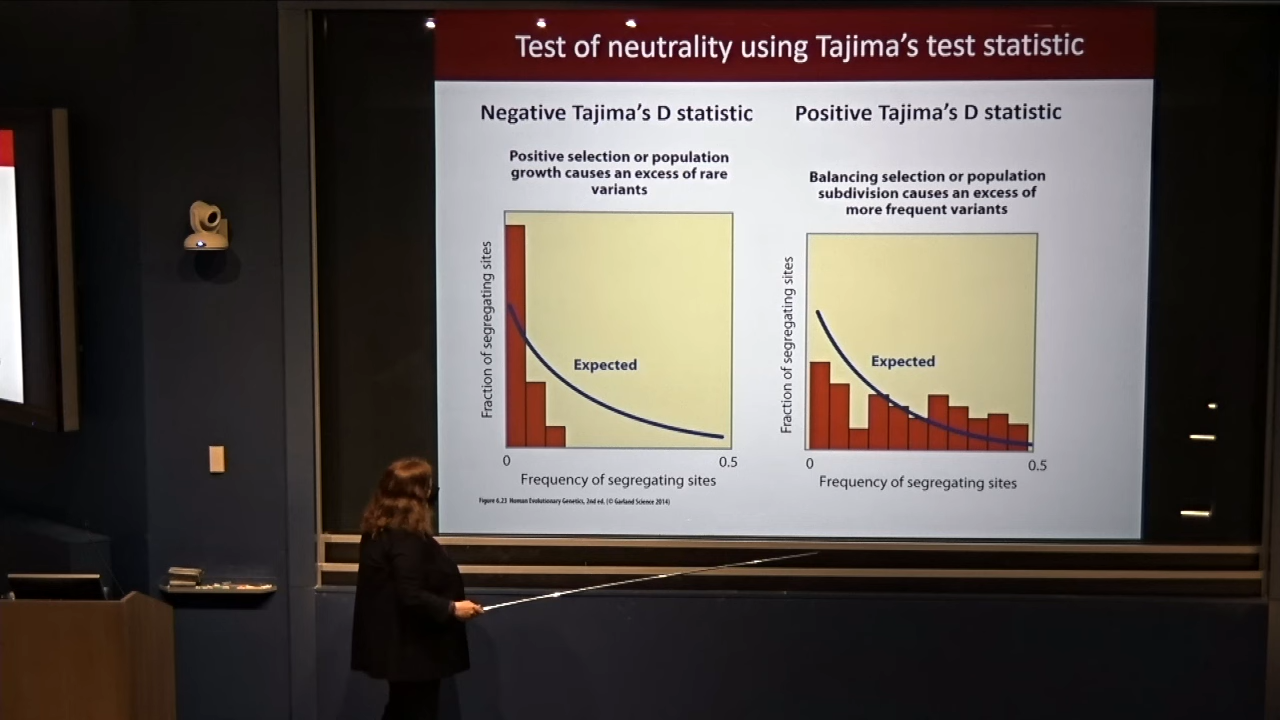 Test of neutrality using Tajima's test statistic
Negative Tajima's D statistic
Positive selection or population
growth causes an excess of rare
variants
Fraction of segregating sites
Expected
0
0.5
Frequency of segregating sites
Figure 6.23 Human Evolutionary Genetics, 2nd ed. (© Garland Science 2014)
Positive Tajima's D statistic
Balancing selection or population
subdivision causes an excess of
more frequent variants
Fraction of segregating sites
Expected
0
0.5
Frequency of segregating sites